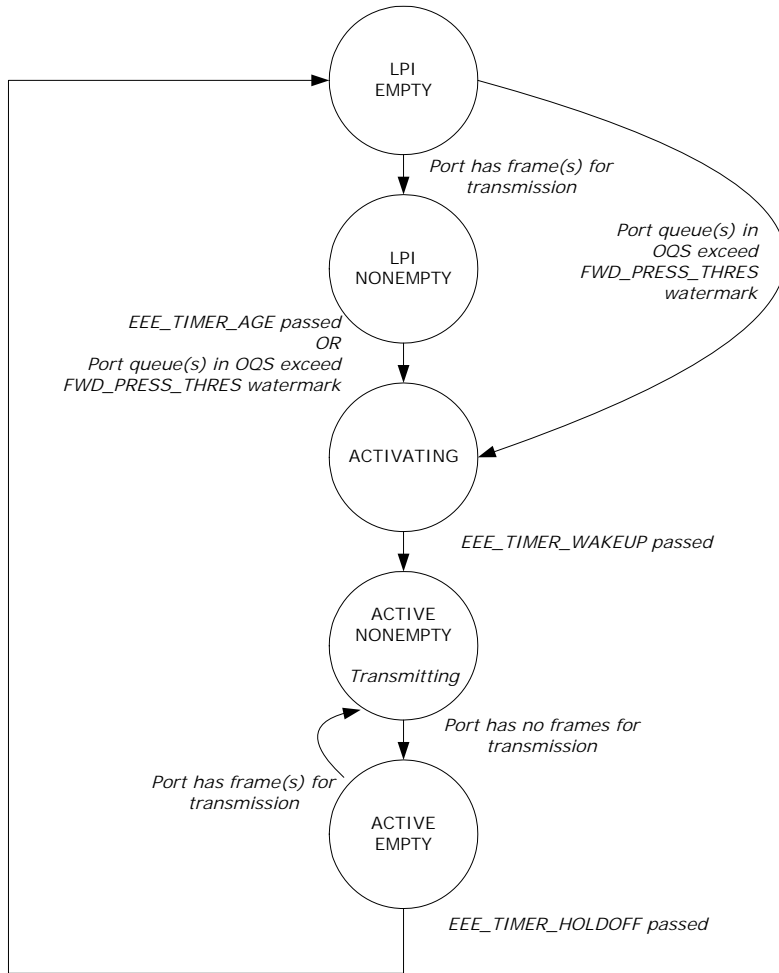 LPI
EMPTY
Port has frame(s) for
transmission
Port queue(s) in
OQS exceed
FWD_PRESS_THRES
watermark
LPI
NONEMPTY
EEE_TIMER_AGE passed
OR
Port queue(s) in OQS exceed
FWD_PRESS_THRES watermark
ACTIVATING
EEE_TIMER_WAKEUP passed
ACTIVE
NONEMPTY
Transmitting
Port has no frames for
transmission
Port has frame(s) for
transmission
ACTIVE
EMPTY
EEE_TIMER_HOLDOFF passed